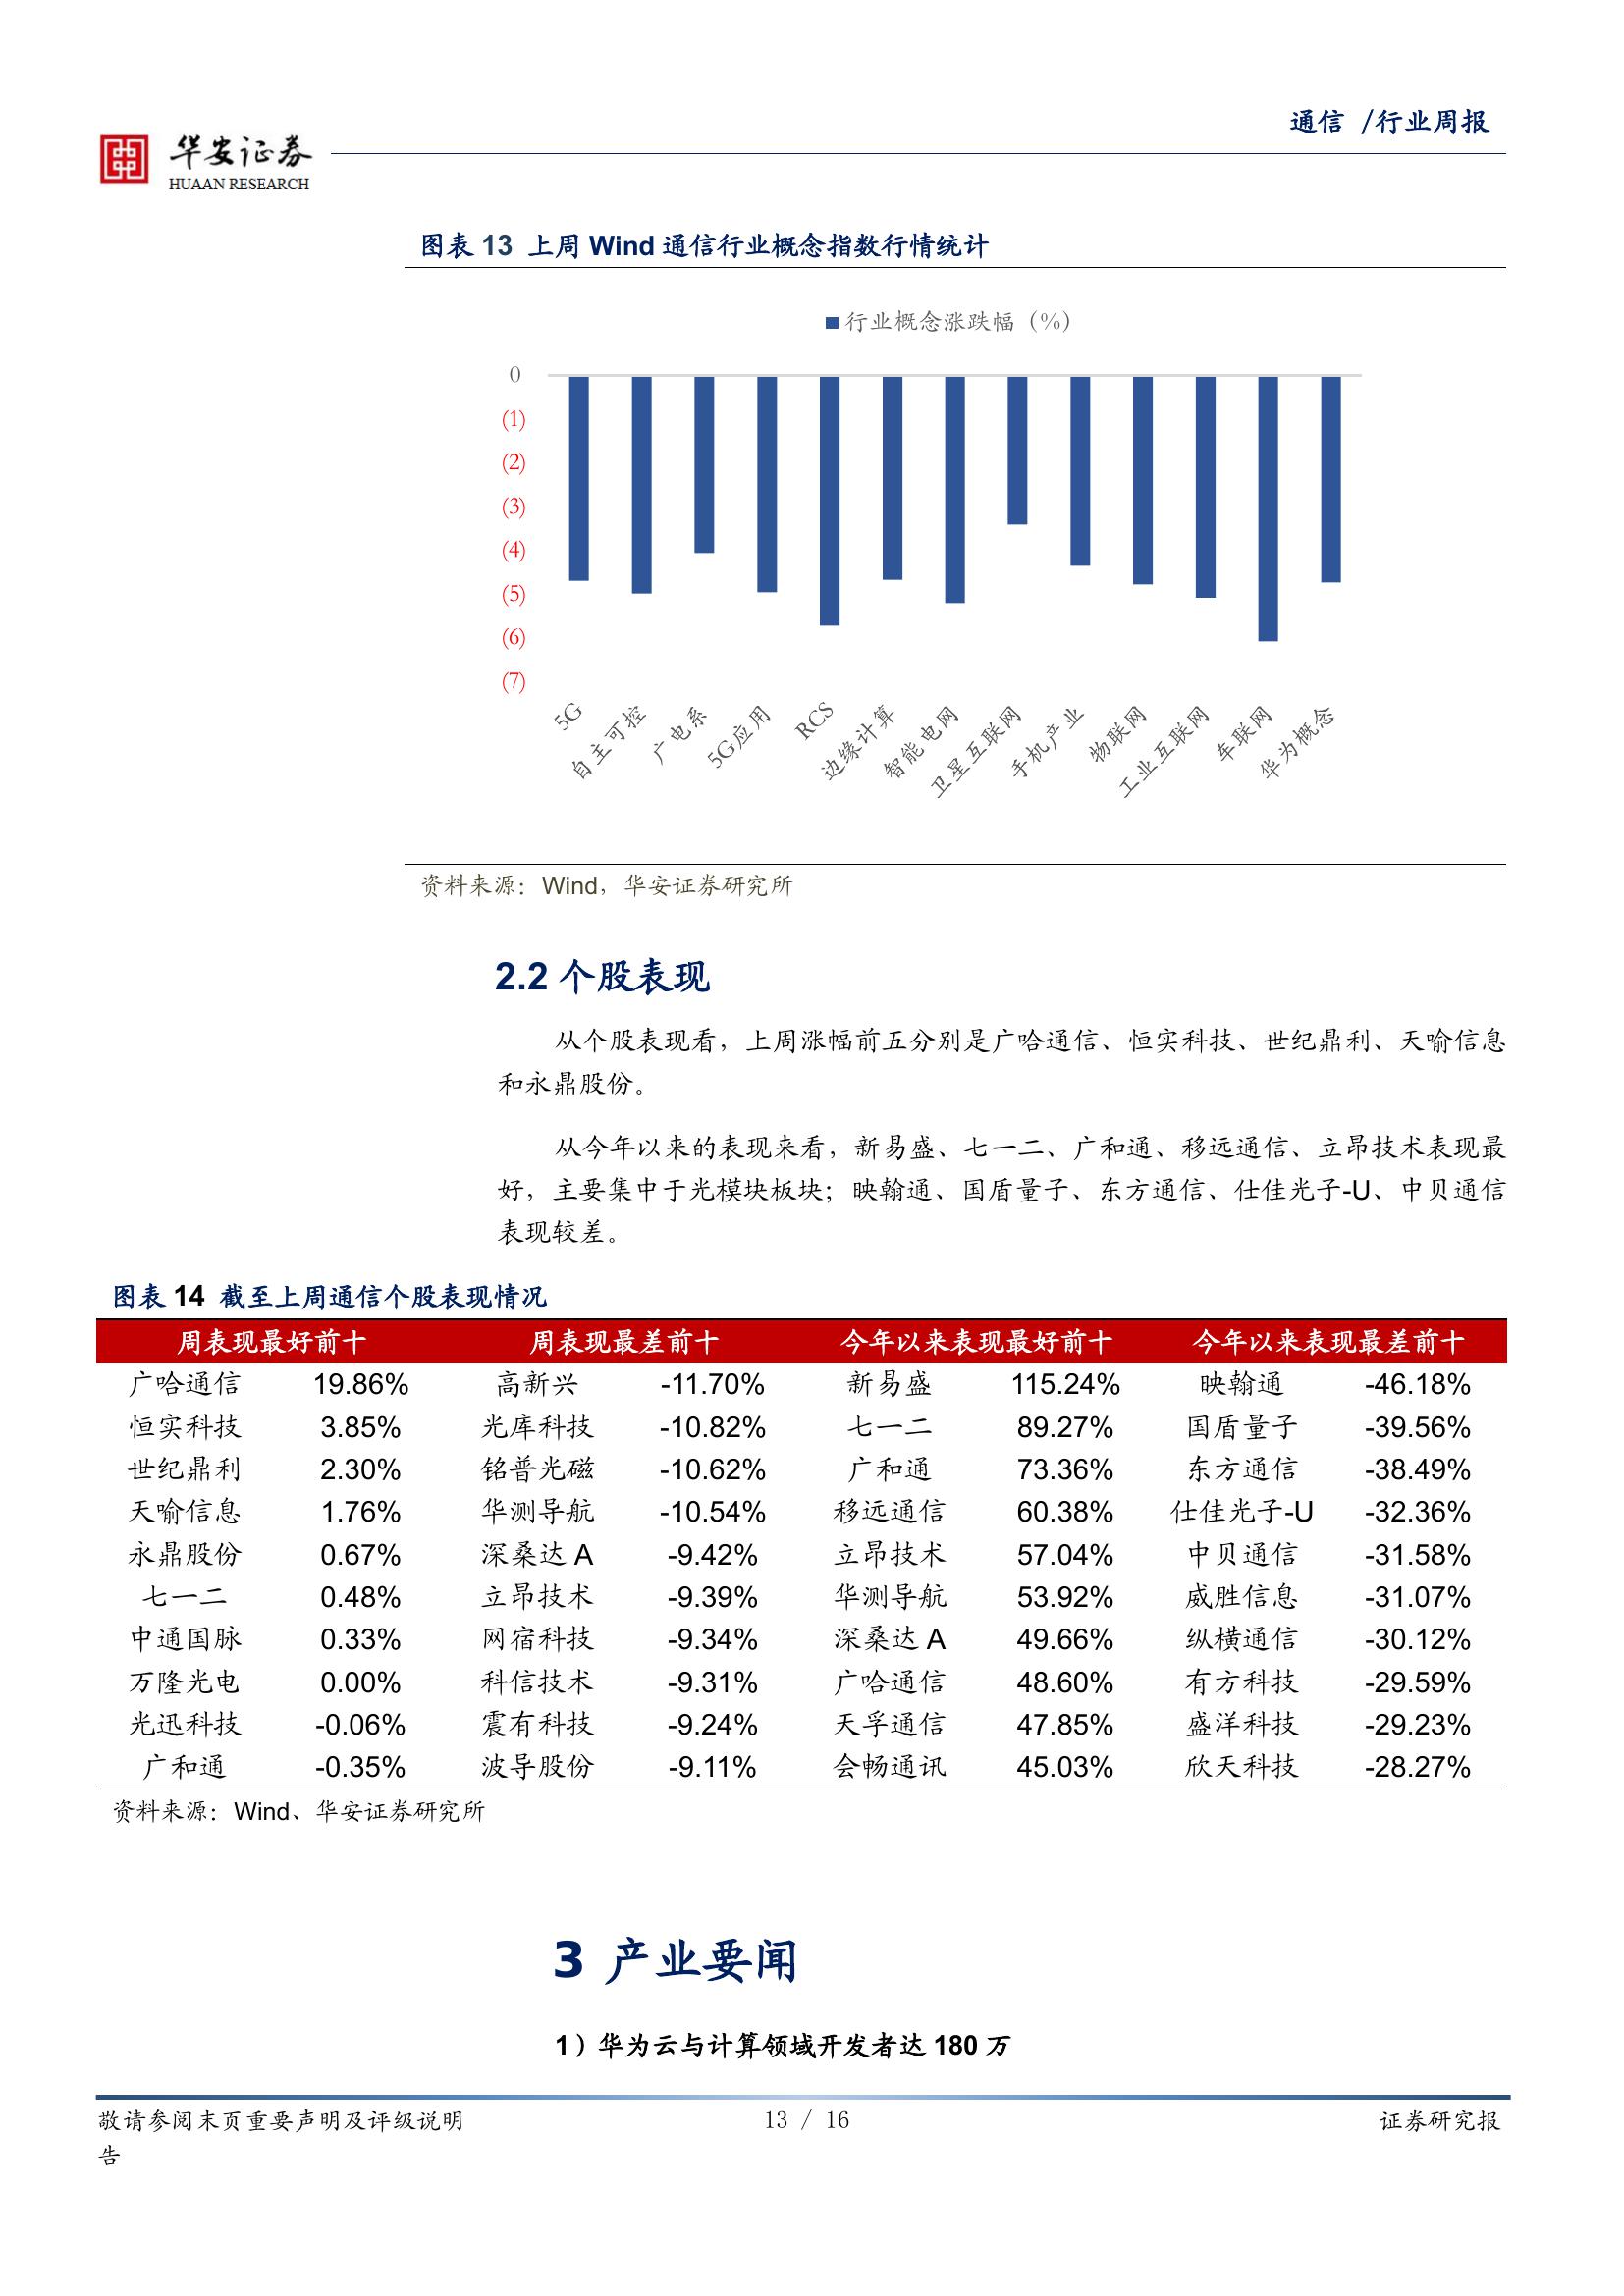 通信 /行业周报
华安证券
HUAAN RESEARCH
图表 13 上周 Wind 通信行业概念指数行情统计
行业概念涨跌幅（%）
0
(1)
(2)
(3)
(4)
(5)
(6)
(7)
5G 自主可控 广电系 5G应用 RCS 边缘计算 智能电网 卫星互联网 手机产业 物联网 工业互联网 车联网 华为概念
资料来源：Wind，华安证券研究所
2.2 个股表现
从个股表现看，上周涨幅前五分别是广哈通信、恒实科技、世纪鼎利、天喻信息
和永鼎股份。
从今年以来的表现来看，新易盛、七一二、广和通、移远通信、立昂技术表现最
好，主要集中于光模块板块；映翰通、国盾量子、东方通信、仕佳光子-U、中贝通信
表现较差。
图表 14 截至上周通信个股表现情况
周表现最好前十 周表现最差前十 今年以来表现最好前十 今年以来表现最差前十
广哈通信 19.86% 高新兴 -11.70% 新易盛 115.24% 映翰通 -46.18%
恒实科技 3.85% 光库科技 -10.82% 七一二 89.27% 国盾量子 -39.56%
世纪鼎利 2.30% 铭普光磁 -10.62% 广和通 73.36% 东方通信 -38.49%
天喻信息 1.76% 华测导航 -10.54% 移远通信 60.38% 仕佳光子-U -32.36%
永鼎股份 0.67% 深桑达 A -9.42% 立昂技术 57.04% 中贝通信 -31.58%
七一二 0.48% 立昂技术 -9.39% 华测导航 53.92% 威胜信息 -31.07%
中通国脉 0.33% 网宿科技 -9.34% 深桑达 A 49.66% 纵横通信 -30.12%
万隆光电 0.00% 科信技术 -9.31% 广哈通信 48.60% 有方科技 -29.59%
光迅科技 -0.06% 震有科技 -9.24% 天孚通信 47.85% 盛洋科技 -29.23%
广和通 -0.35% 波导股份 -9.11% 会畅通讯 45.03% 欣天科技 -28.27%
资料来源：Wind、华安证券研究所
3 产业要闻
1）华为云与计算领域开发者达 180 万
敬请参阅末页重要声明及评级说明 13 / 16 证券研究报
告